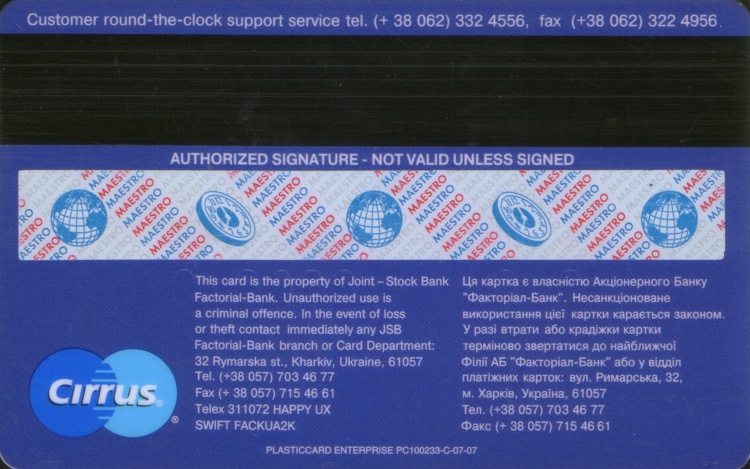 Customer round-the-clock support service tel. (+ 38 062) 332 4556, fax (+38 062) 322 4956
AUTHORIZED SIGNATURE - NOT VALID UNLESS SIGNED
MAESTRO MAESTRO MAESTRO MAESTRO MAESTRO
This card is the property of Joint – Stock Bank
Factorial-Bank. Unauthorized use is
a criminal offence. In the event of loss
or theft contact immediately any JSB
Factorial-Bank branch or Card Department:
32 Rymarska st., Kharkiv, Ukraine, 61057
Tel. (+38 057) 703 46 77
Fax (+ 38 057) 715 46 61
Telex 311072 HAPPY UX
SWIFT FACKUA2K
Ця картка є власністю Акціонерного Банку
"Факторіал-Банк". Несанкціоноване
використання цієї картки карається законом.
У разі втрати або крадіжки картки
терміново звертатися до найближчої
Філії АБ "Факторіал-Банк" або у відділ
платіжних карток: вул. Римарська, 32,
м. Харків, Україна, 61057
Тел. (+38 057) 703 46 77
Факс (+ 38 057) 715 46 61
Cirrus®
®
PLASTICCARD ENTERPRISE PC100233-C-07-07